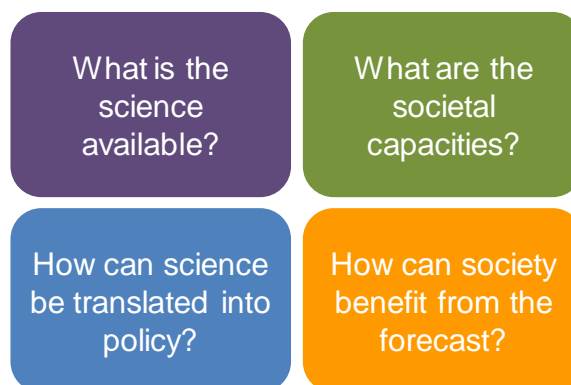 What is the
science
available?
What are the
societal
capacities?
How can science
be translated into
policy?
How can society
benefit from the
forecast?